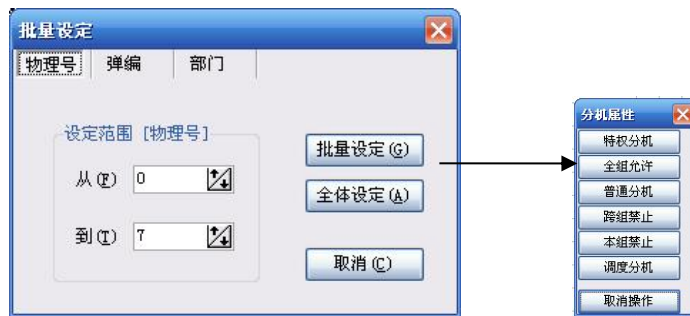 批量设定
物理号 弹编 部门
设定范围 [物理号]
从(F) 0
到(T) 7
批量设定(G)
全体设定(A)
取消(C)
分机属性
特权分机
全组允许
普通分机
跨组禁止
本组禁止
调度分机
取消操作